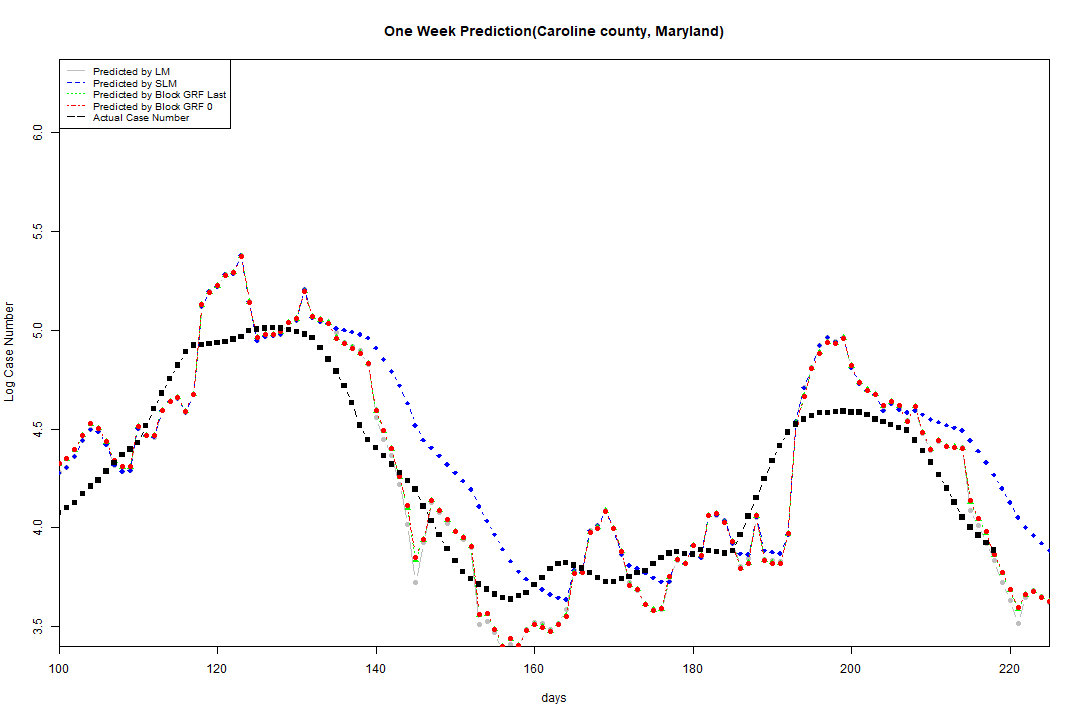 One Week Prediction(Caroline county, Maryland)
Predicted by LM
Predicted by SLM
Predicted by Block GRF Last
Predicted by Block GRF 0
Actual Case Number
Log Case Number
6.0
5.5
5.0
4.5
4.0
3.5
100 120 140 160 180 200 220
days